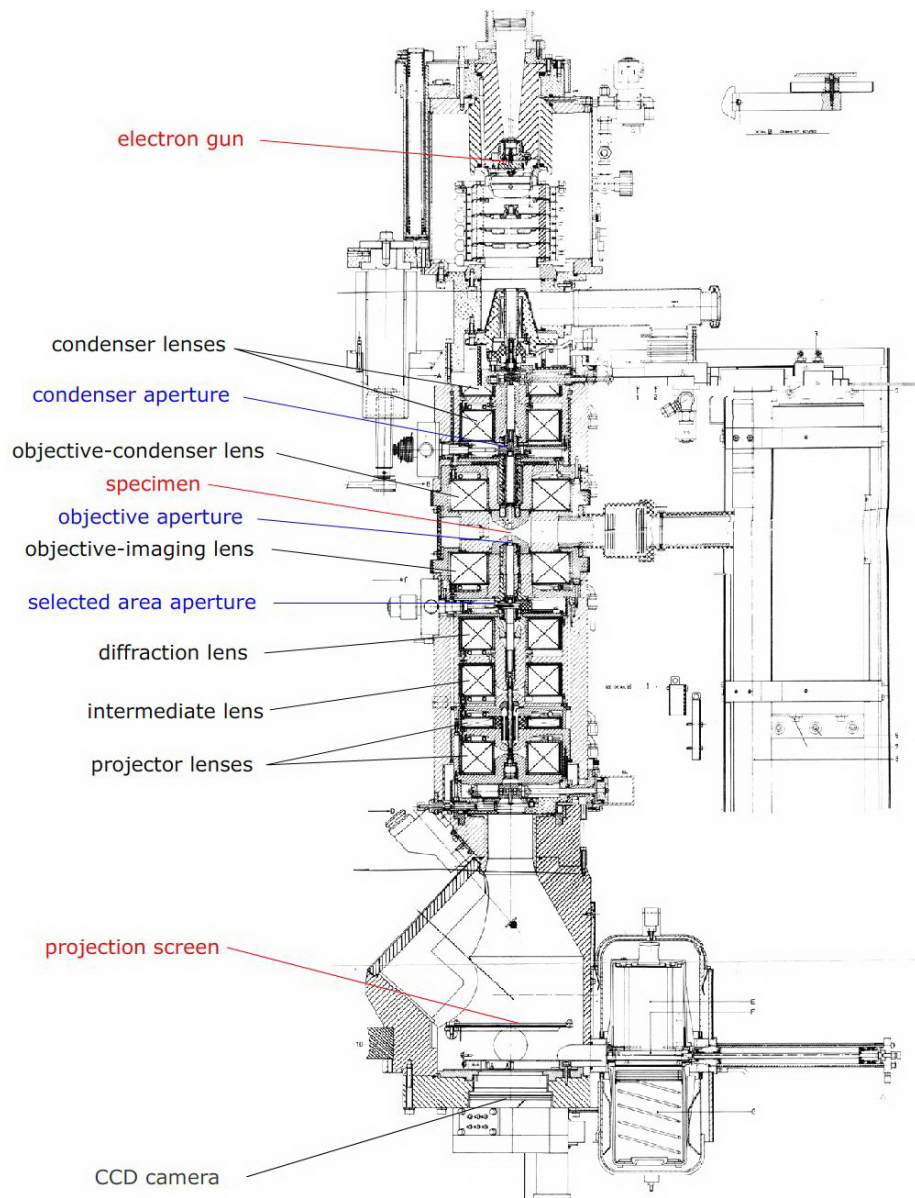 electron gun
condenser lenses
condenser aperture
objective-condenser lens
specimen
objective aperture
objective-imaging lens
selected area aperture
diffraction lens
intermediate lens
projector lenses
projection screen
CCD camera
E
F